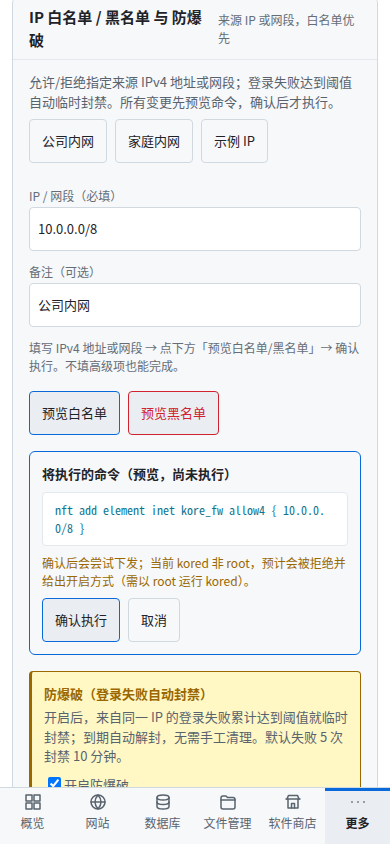 IP 白名单 / 黑名单 与 防爆
破
来源 IP 或网段，白名单优
先
允许/拒绝指定来源 IPv4 地址或网段；登录失败达到阈值
自动临时封禁。所有变更先预览命令，确认后才执行。
公司内网
家庭内网
示例 IP
IP / 网段（必填）
10.0.0.0/8
备注（可选）
公司内网
填写 IPv4 地址或网段 → 点下方「预览白名单/黑名单」→ 确认
执行。不填高级项也能完成。
预览白名单
预览黑名单
将执行的命令（预览，尚未执行）
nft add element inet kore_fw allow4 { 10.0.0.
0/8 }
确认后会尝试下发；当前 kored 非 root，预计会被拒绝并
给出开启方式（需以 root 运行 kored）。
确认执行
取消
防爆破（登录失败自动封禁）
开启后，来自同一 IP 的登录失败累计达到阈值就临时
封禁；到期自动解封，无需手工清理。默认失败 5 次
封禁 10 分钟。
开启防爆破
概览
网站
数据库
文件管理
软件商店
更多